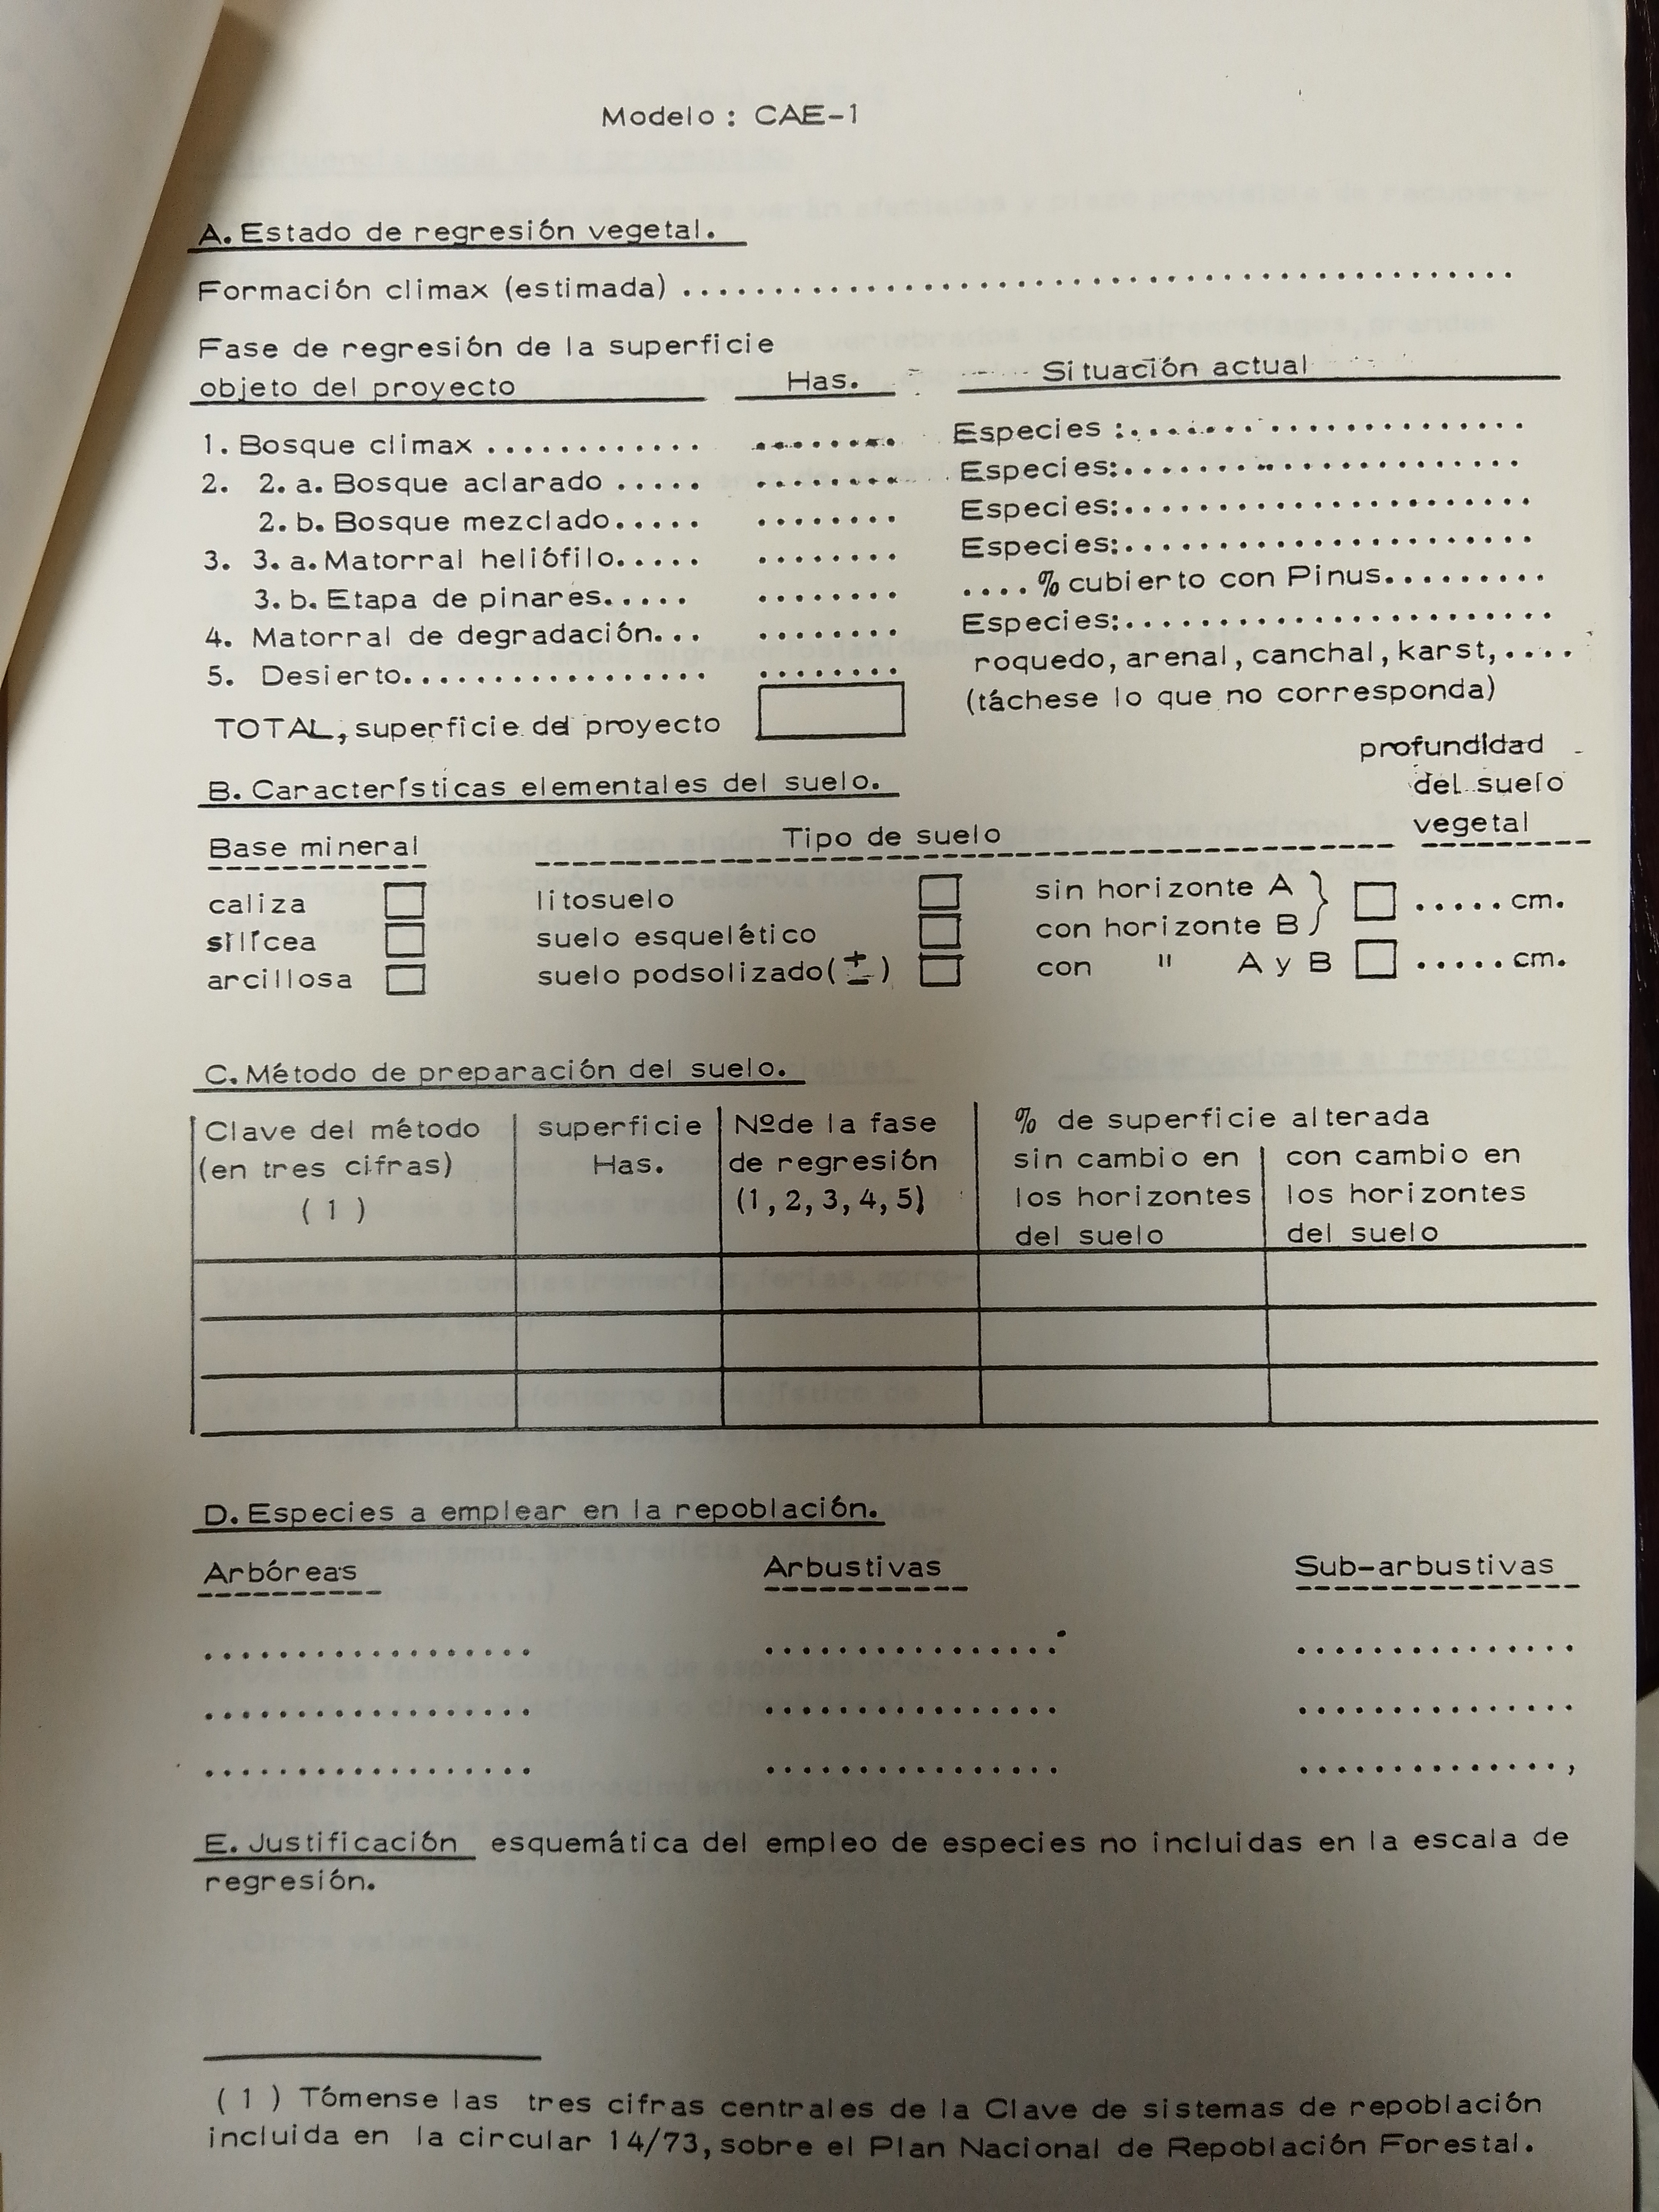 Modelo : CAE-1
A. Estado de regresión vegetal.
Formación climax (estimada) ............................................
Fase de regresión de la superficie
objeto del proyecto Has. Situación actual
1. Bosque climax ............ ........ Especies :.....................
2. 2. a. Bosque aclarado ..... ........ Especies:.....................
2. b. Bosque mezclado..... ........ Especies:......................
3. 3. a. Matorral heliófilo..... ........ Especies:......................
3. b. Etapa de pinares..... ........ ....% cubierto con Pinus.........
4. Matorral de degradación... ........ Especies:.......................
5. Desierto................. ........ roquedo, arenal, canchal, karst,....
(táchese lo que no corresponda)
TOTAL, superficie del proyecto
B. Características elementales del suelo.
profundidad
del suelo
vegetal
Base mineral Tipo de suelo
caliza litosuelo sin horizonte A ..... cm.
silícea suelo esquelético con horizonte B
arcillosa suelo podsolizado(±) con " A y B ..... cm.
C. Método de preparación del suelo.
Clave del método superficie Nº de la fase % de superficie alterada
(en tres cifras) Has. de regresión sin cambio en con cambio en
( 1 ) (1, 2, 3, 4, 5) los horizontes los horizontes
del suelo del suelo
D. Especies a emplear en la repoblación.
Arbóreas Arbustivas Sub-arbustivas
.................. ................ ...............
.................. ................ ...............
.................. ................ ..............,
E. Justificación esquemática del empleo de especies no incluidas en la escala de
regresión.
( 1 ) Tómense las tres cifras centrales de la Clave de sistemas de repoblación
incluida en la circular 14/73, sobre el Plan Nacional de Repoblación Forestal.